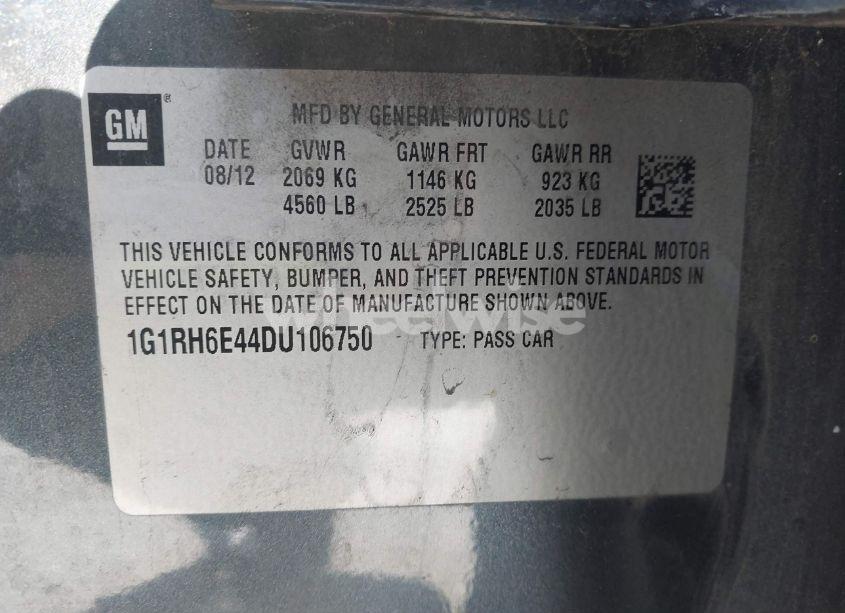 GM®
MFD BY GENERAL MOTORS LLC
DATE GVWR GAWR FRT GAWR RR
08/12 2069 KG 1146 KG 923 KG
4560 LB 2525 LB 2035 LB
THIS VEHICLE CONFORMS TO ALL APPLICABLE U.S. FEDERAL MOTOR
VEHICLE SAFETY, BUMPER, AND THEFT PREVENTION STANDARDS IN
EFFECT ON THE DATE OF MANUFACTURE SHOWN ABOVE.
wheelwise
1G1RH6E44DU106750 TYPE: PASS CAR